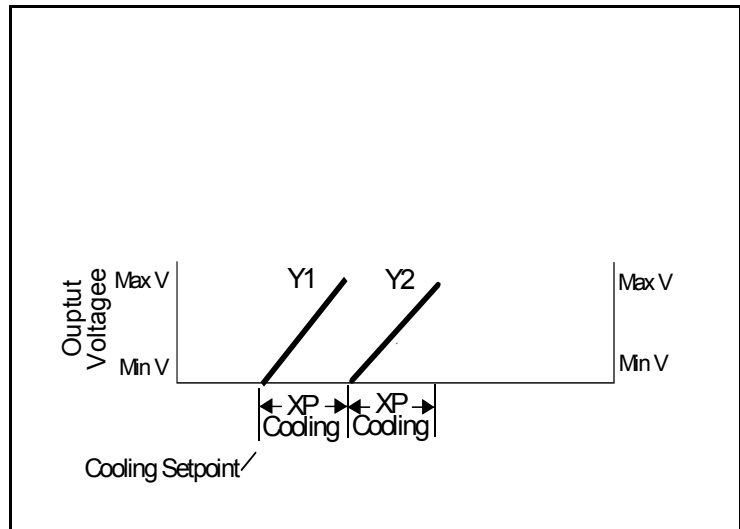 Y1
Y2
Ouptut
Voltagee
Max V
Max V
Min V
Min V
XP
XP
Cooling
Cooling
Cooling Setpoint